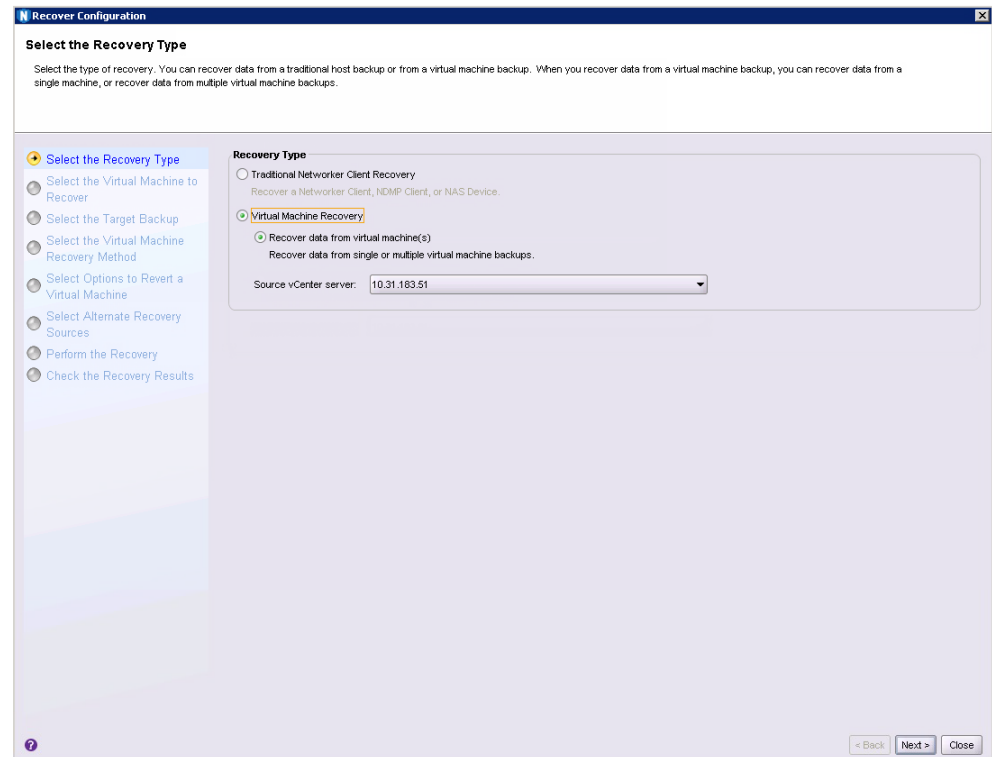 Recover Configuration
Select the Recovery Type
Select the type of recovery. You can recover data from a traditional host backup or from a virtual machine backup. When you recover data from a virtual machine backup, you can recover data from a
single machine, or recover data from multiple virtual machine backups.
Select the Recovery Type
Select the Virtual Machine to
Recover
Select the Target Backup
Select the Virtual Machine
Recovery Method
Select Options to Revert a
Virtual Machine
Select Alternate Recovery
Sources
Perform the Recovery
Check the Recovery Results
Recovery Type
Traditional Networker Client Recovery
Recover a Networker Client, NDMP Client, or NAS Device.
Virtual Machine Recovery
Recover data from virtual machine(s)
Recover data from single or multiple virtual machine backups.
Source vCenter server: 10.31.183.51
< Back Next > Close